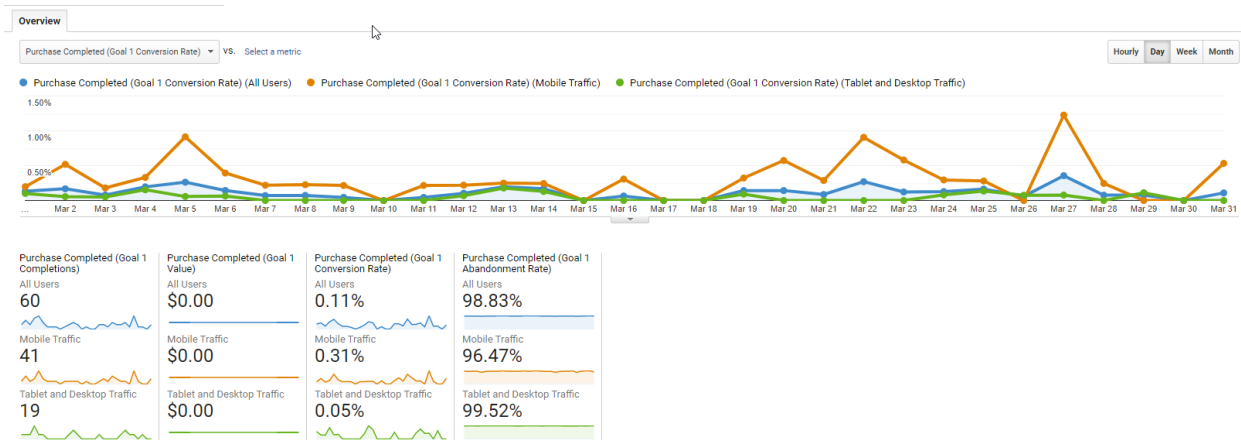 Overview
Purchase Completed (Goal 1 Conversion Rate) VS. Select a metric
Hourly Day Week Month
Purchase Completed (Goal 1 Conversion Rate) (All Users) Purchase Completed (Goal 1 Conversion Rate) (Mobile Traffic) Purchase Completed (Goal 1 Conversion Rate) (Tablet and Desktop Traffic)
1.50%
1.00%
0.50%
... Mar 2 Mar 3 Mar 4 Mar 5 Mar 6 Mar 7 Mar 8 Mar 9 Mar 10 Mar 11 Mar 12 Mar 13 Mar 14 Mar 15 Mar 16 Mar 17 Mar 18 Mar 19 Mar 20 Mar 21 Mar 22 Mar 23 Mar 24 Mar 25 Mar 26 Mar 27 Mar 28 Mar 29 Mar 30 Mar 31
Purchase Completed (Goal 1
Completions)
All Users
60
Mobile Traffic
41
Tablet and Desktop Traffic
19
Purchase Completed (Goal 1
Value)
All Users
$0.00
Mobile Traffic
$0.00
Tablet and Desktop Traffic
$0.00
Purchase Completed (Goal 1
Conversion Rate)
All Users
0.11%
Mobile Traffic
0.31%
Tablet and Desktop Traffic
0.05%
Purchase Completed (Goal 1
Abandonment Rate)
All Users
98.83%
Mobile Traffic
96.47%
Tablet and Desktop Traffic
99.52%